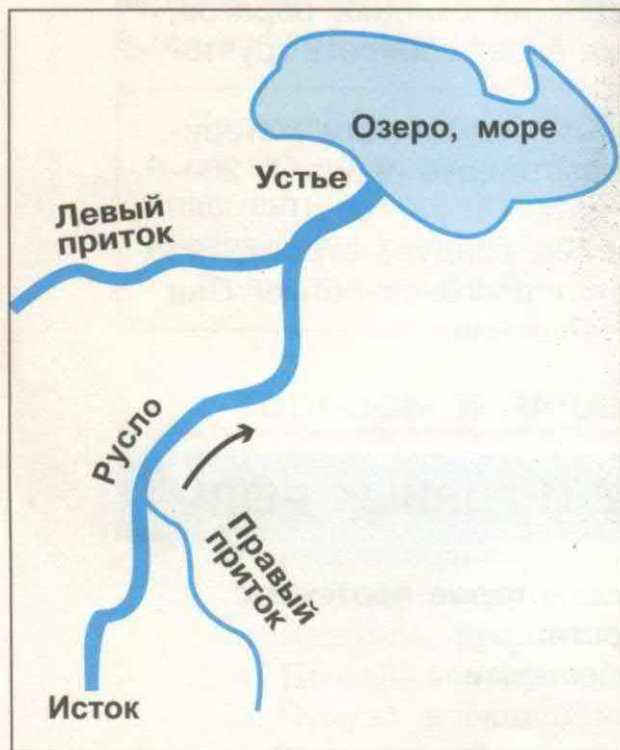 Озеро, море
Устье
Левый
приток
Русло
Правый
приток
Исток